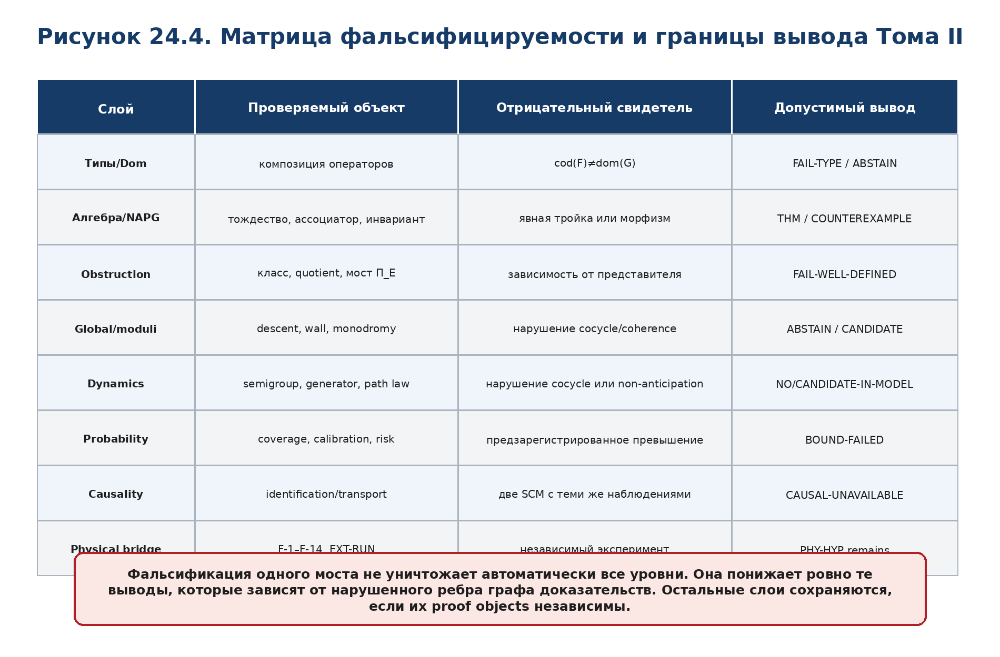 Рисунок 24.4. Матрица фальсифицируемости и границы вывода Тома II
Слой Проверяемый объект Отрицательный свидетель Допустимый вывод
Типы/Dom композиция операторов cod(F)≠dom(G) FAIL-TYPE / ABSTAIN
Алгебра/NAPG тождество, ассоциатор, инвариант явная тройка или морфизм THM / COUNTEREXAMPLE
Obstruction класс, quotient, мост Π_E зависимость от представителя FAIL-WELL-DEFINED
Global/moduli descent, wall, monodromy нарушение cocycle/coherence ABSTAIN / CANDIDATE
Dynamics semigroup, generator, path law нарушение cocycle или non-anticipation NO/CANDIDATE-IN-MODEL
Probability coverage, calibration, risk предзарегистрированное превышение BOUND-FAILED
Causality identification/transport две SCM с теми же наблюдениями CAUSAL-UNAVAILABLE
Physical bridge F-1–F-14 EXT-RUN независимый эксперимент PHY-HYP remains
Фальсификация одного моста не уничтожает автоматически все уровни. Она понижает ровно те
выводы, которые зависят от нарушенного ребра графа доказательств. Остальные слои сохраняются,
если их proof objects независимы.